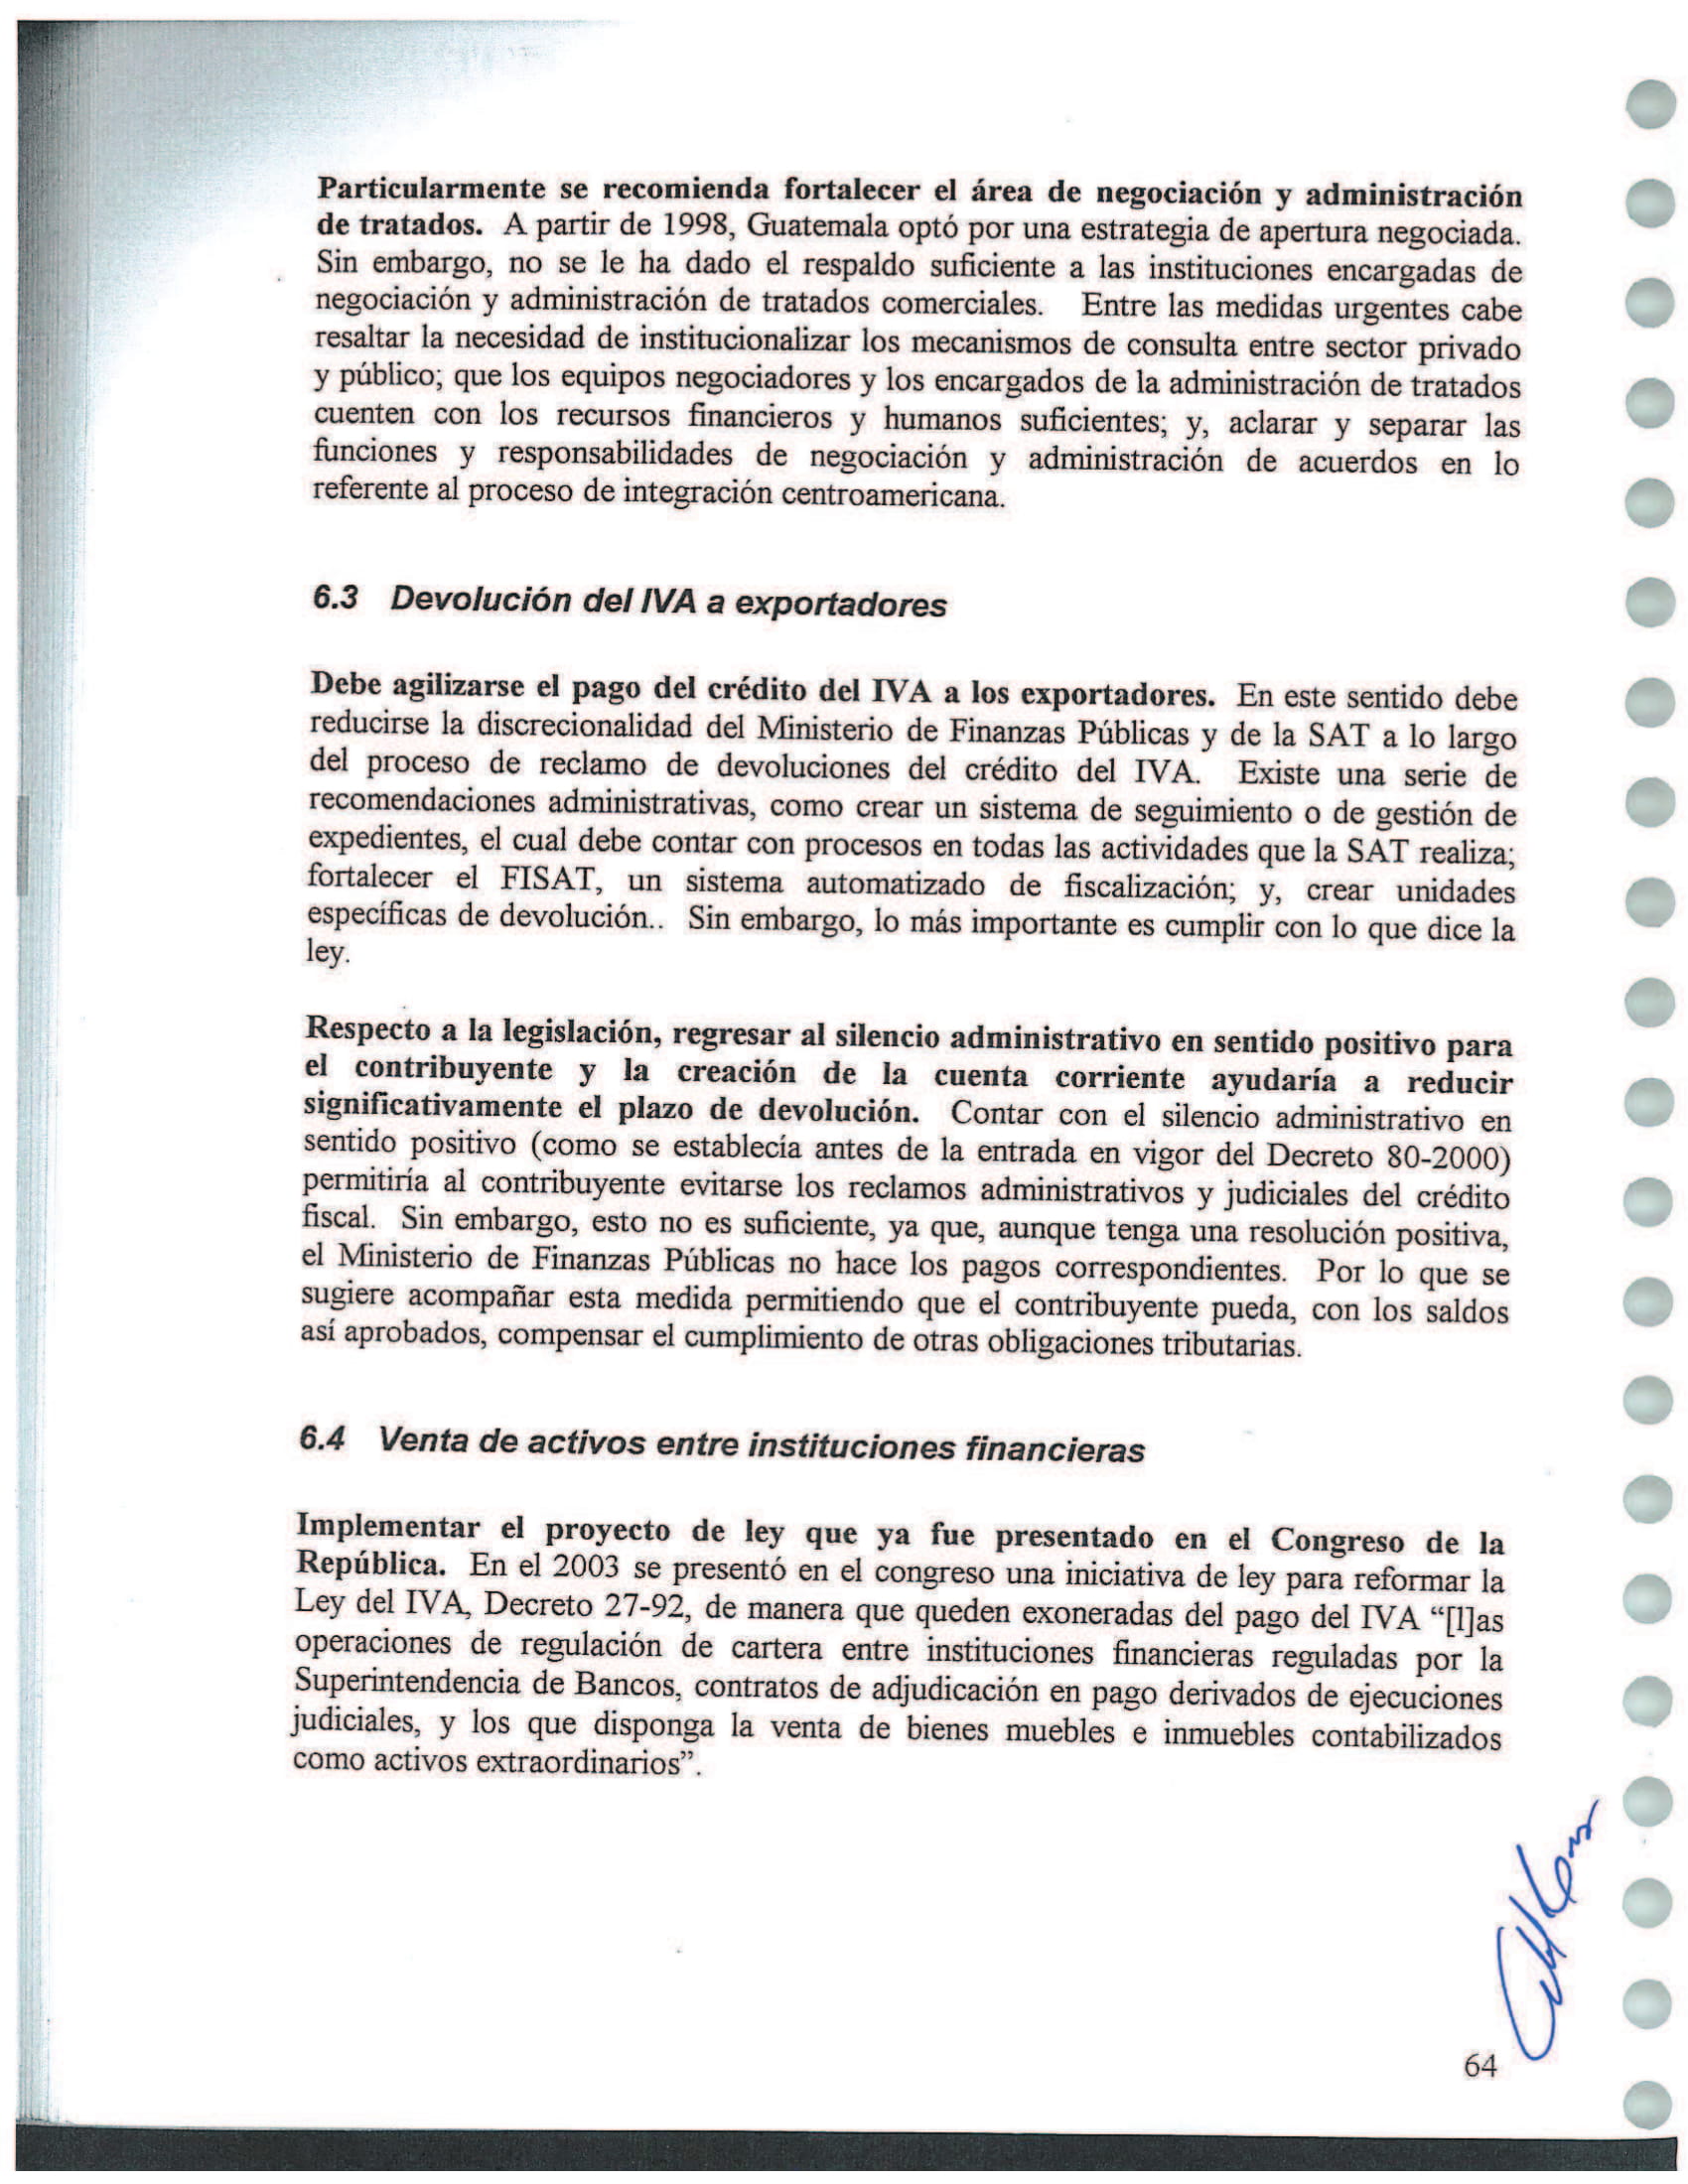 Particularmente se recomienda fortalecer el área de negociación y administración
de tratados. A partir de 1998, Guatemala optó por una estrategia de apertura negociada.
Sin embargo, no se le ha dado el respaldo suficiente a las instituciones encargadas de
negociación y administración de tratados comerciales. Entre las medidas urgentes cabe
resaltar la necesidad de institucionalizar los mecanismos de consulta entre sector privado
y público; que los equipos negociadores y los encargados de la administración de tratados
cuenten con los recursos financieros y humanos suficientes; y, aclarar y separar las
funciones y responsabilidades de negociación y administración de acuerdos en lo
referente al proceso de integración centroamericana.
6.3 Devolución del IVA a exportadores
Debe agilizarse el pago del crédito del IVA a los exportadores. En este sentido debe
reducirse la discrecionalidad del Ministerio de Finanzas Públicas y de la SAT a lo largo
del proceso de reclamo de devoluciones del crédito del IVA. Existe una serie de
recomendaciones administrativas, como crear un sistema de seguimiento o de gestión de
expedientes, el cual debe contar con procesos en todas las actividades que la SAT realiza;
fortalecer el FISAT, un sistema automatizado de fiscalización; y, crear unidades
específicas de devolución.. Sin embargo, lo más importante es cumplir con lo que dice la
ley.
Respecto a la legislación, regresar al silencio administrativo en sentido positivo para
el contribuyente y la creación de la cuenta corriente ayudaría a reducir
significativamente el plazo de devolución. Contar con el silencio administrativo en
sentido positivo (como se establecía antes de la entrada en vigor del Decreto 80-2000)
permitiría al contribuyente evitarse los reclamos administrativos y judiciales del crédito
fiscal. Sin embargo, esto no es suficiente, ya que, aunque tenga una resolución positiva,
el Ministerio de Finanzas Públicas no hace los pagos correspondientes. Por lo que se
sugiere acompañar esta medida permitiendo que el contribuyente pueda, con los saldos
así aprobados, compensar el cumplimiento de otras obligaciones tributarias.
6.4 Venta de activos entre instituciones financieras
Implementar el proyecto de ley que ya fue presentado en el Congreso de la
República. En el 2003 se presentó en el congreso una iniciativa de ley para reformar la
Ley del IVA, Decreto 27-92, de manera que queden exoneradas del pago del IVA “[l]as
operaciones de regulación de cartera entre instituciones financieras reguladas por la
Superintendencia de Bancos, contratos de adjudicación en pago derivados de ejecuciones
judiciales, y los que disponga la venta de bienes muebles e inmuebles contabilizados
como activos extraordinarios”.
64